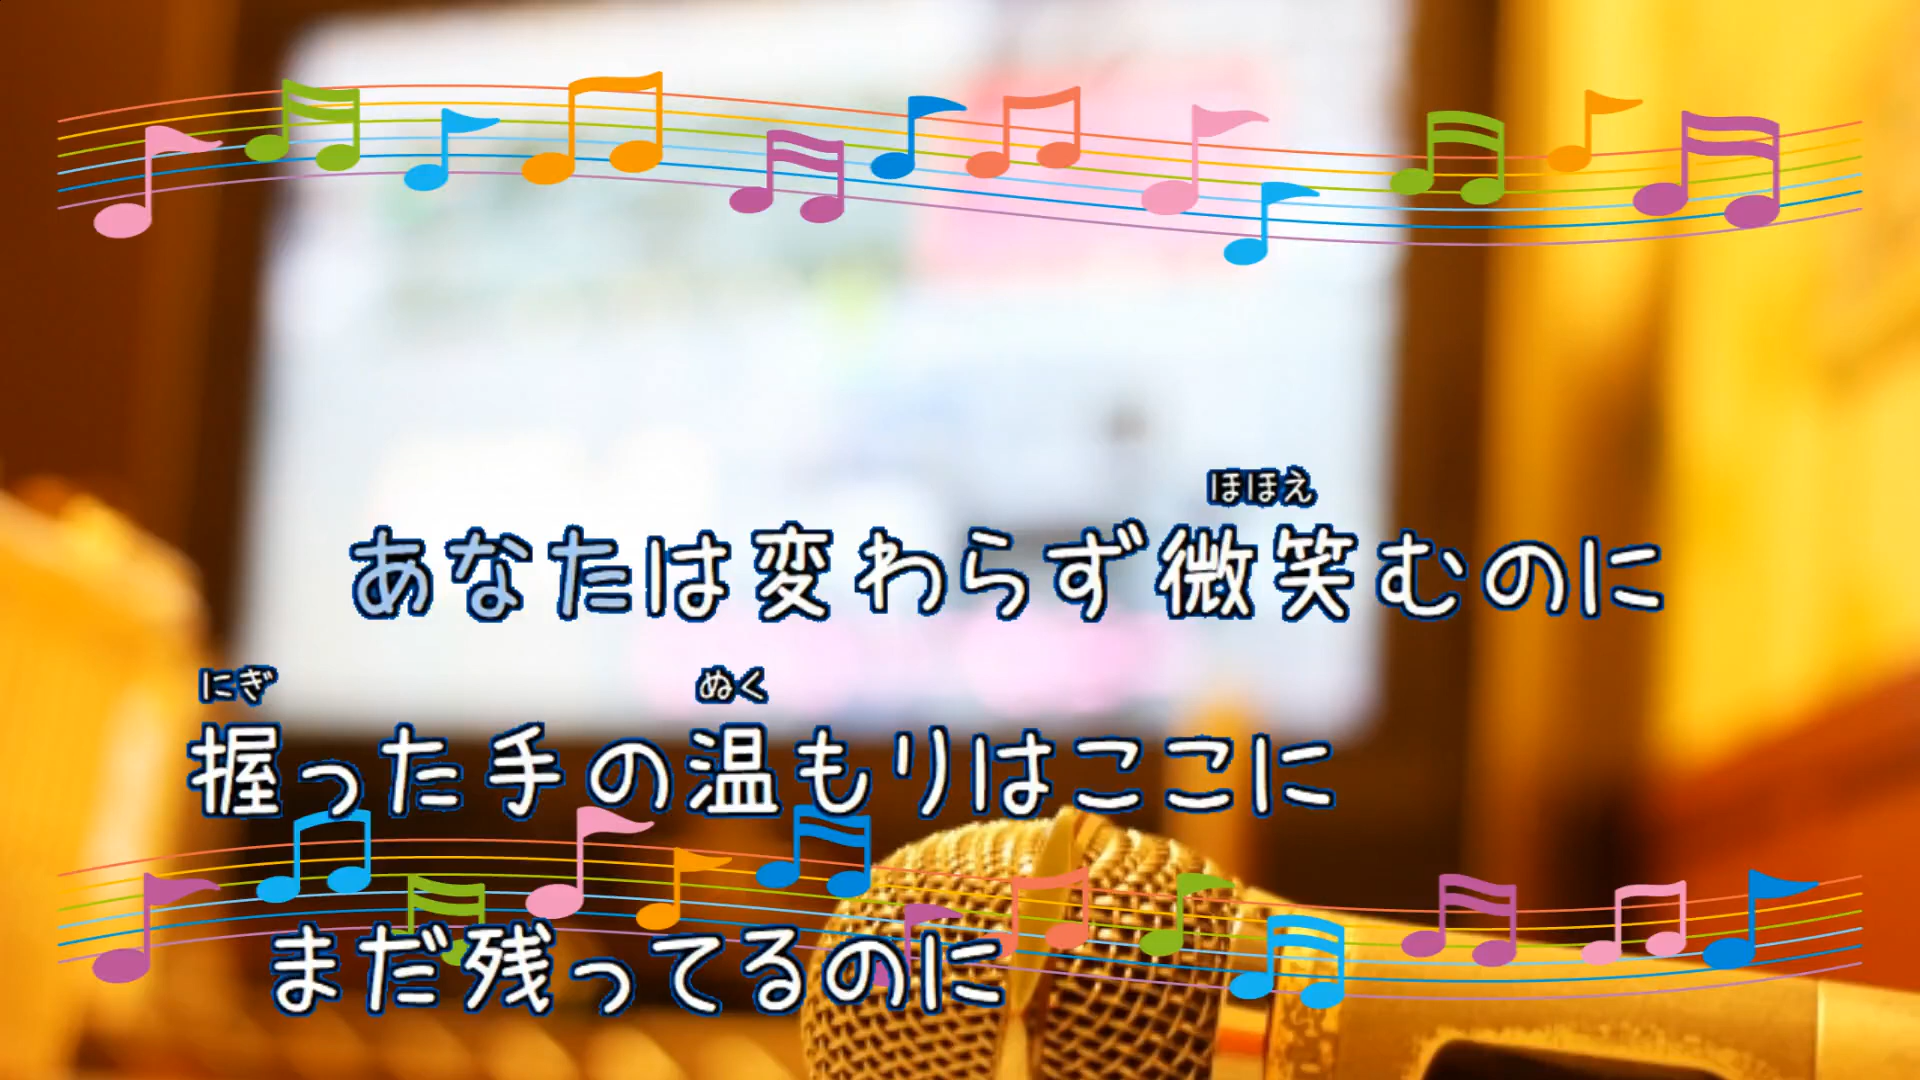 ほほえ
あなたは変わらず微笑むのに
にぎ ぬく
握った手の温もりはここに
まだ残ってるのに